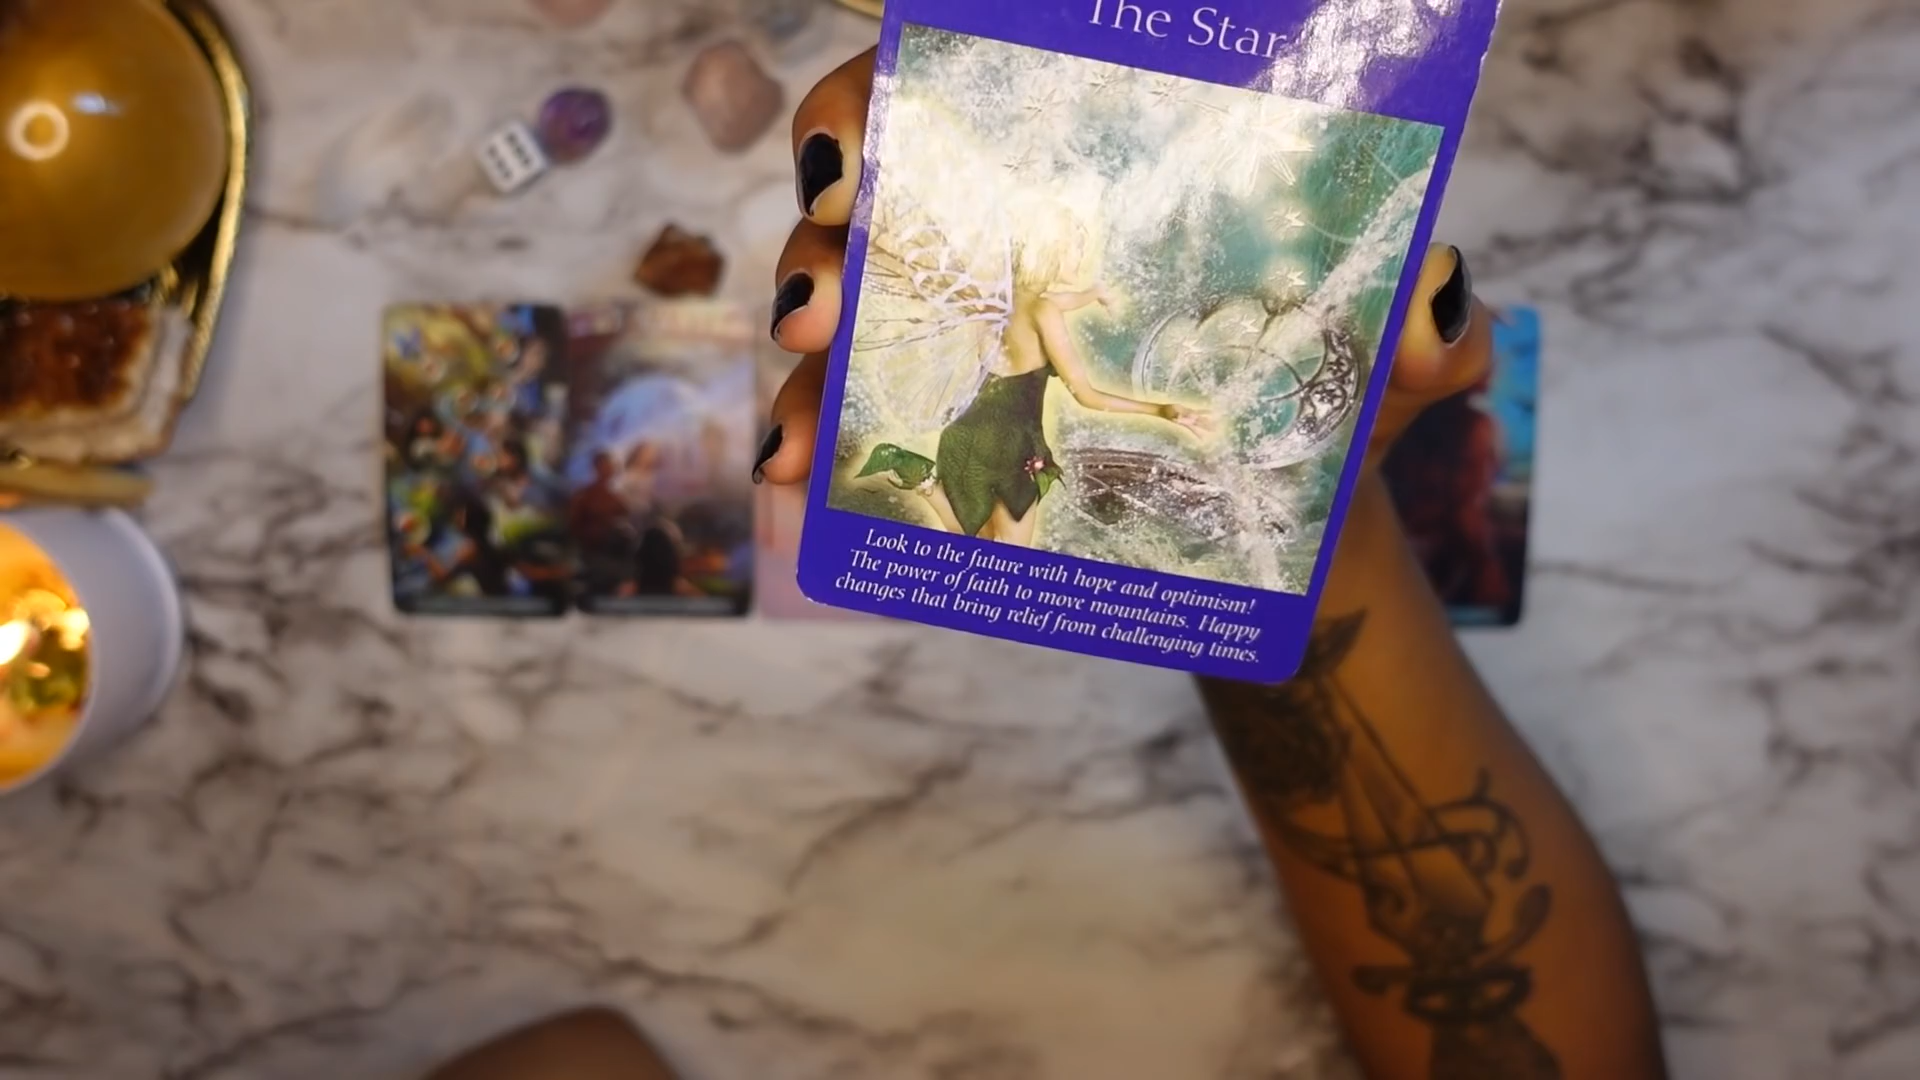 The Star
Look to the future with hope and optimism!
The power of faith to move mountains. Happy
changes that bring relief from challenging times.